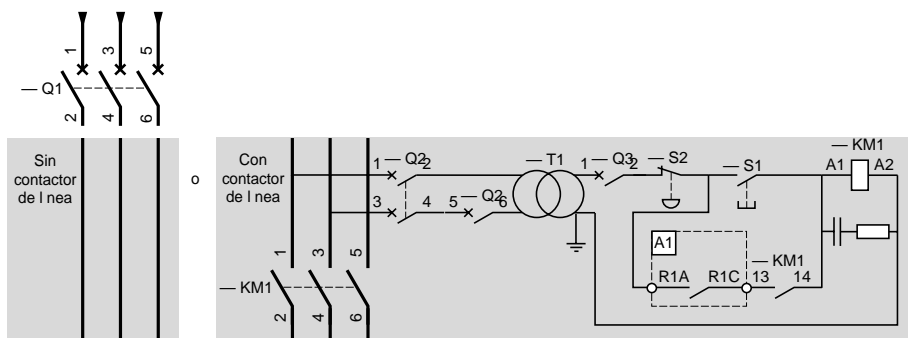 1 3 5
— Q1
2 4 6
Sin
contactor
de l nea
o
Con
contactor
de l nea
1 — Q2 2
3 4 5 — Q2 6
— T1
1 — Q3 2
— S2
— S1
— KM1
A1 A2
A1
R1A R1C
— KM1
13 14
1 3 5
— KM1
2 4 6